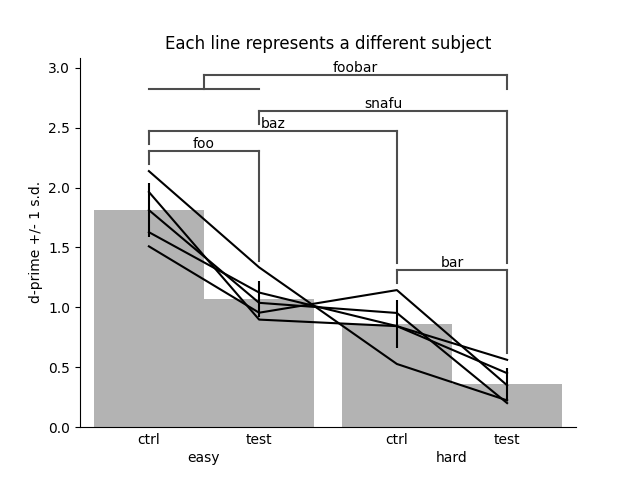 Each line represents a different subject
3.0
foobar
snafu
2.5
baz
foo
2.0
d-prime +/- 1 s.d.
1.5
bar
1.0
0.5
0.0
ctrl test ctrl test
easy hard